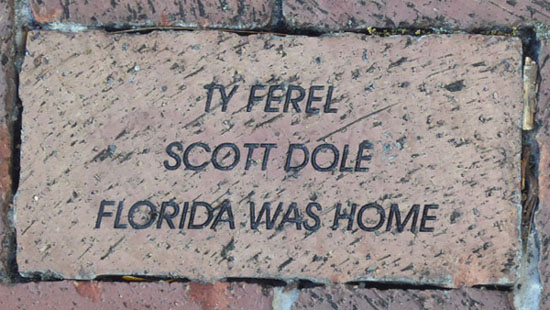 TY FEREL
SCOTT DOLE
FLORIDA WAS HOME